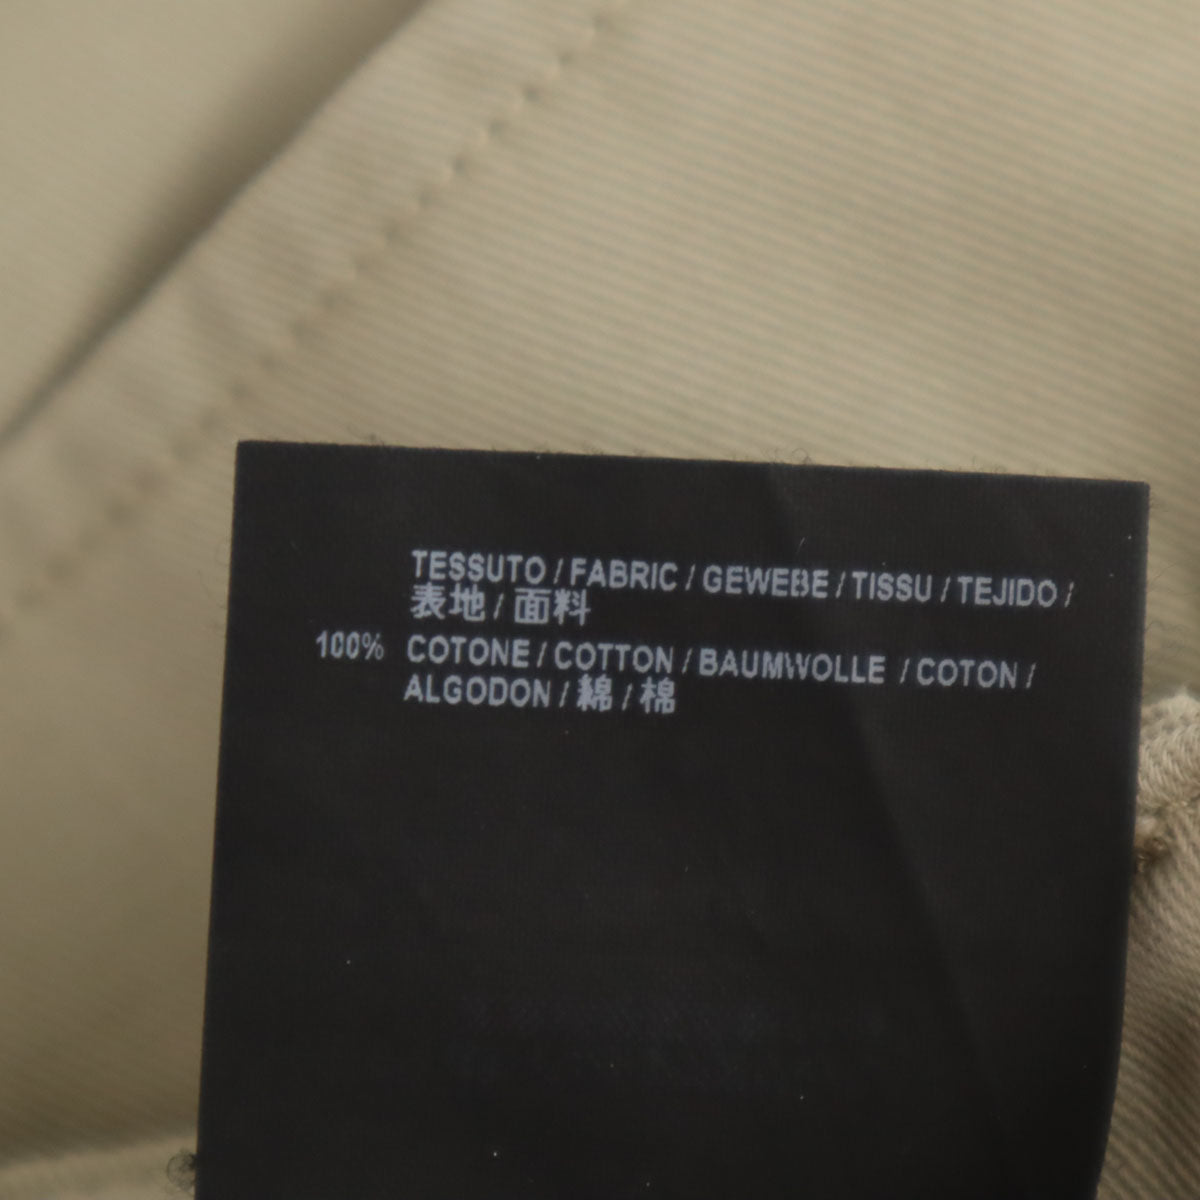 TESSUTO / FABRIC / GEWEBE / TISSU / TEJIDO /
表地 / 面料
100% COTONE / COTTON / BAUMWOLLE / COTON /
ALGODON / 綿 / 棉